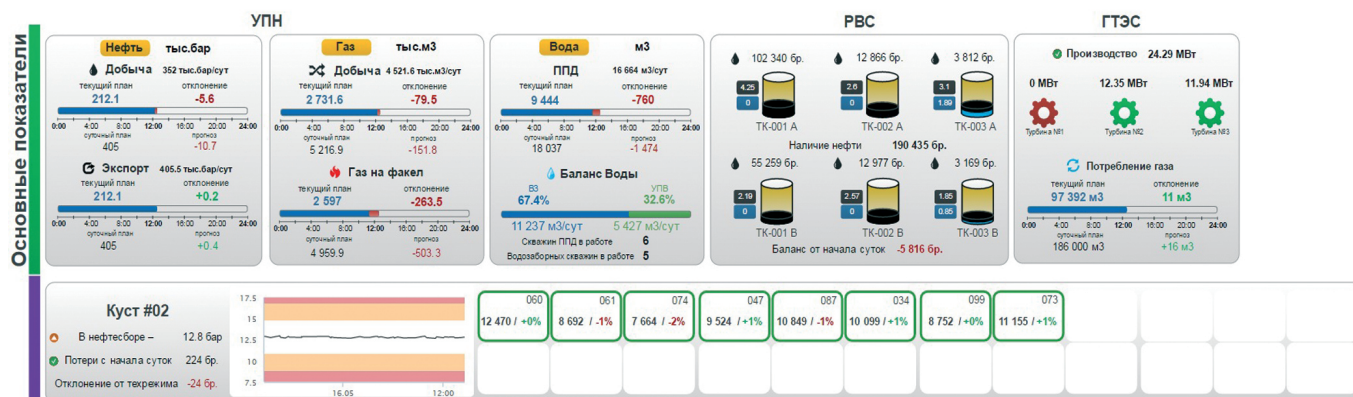 Основные показатели
УПН
РВС
ГТЭС
Нефть тыс.бар
Добыча 352 тыс.бар/сут
текущий план отклонение
212.1 -5.6
0:00 4:00 8:00 12:00 16:00 20:00 24:00
суточный план прогноз
405 -10.7
Экспорт 405.5 тыс.бар/сут
текущий план отклонение
212.1 +0.2
0:00 4:00 8:00 12:00 16:00 20:00 24:00
суточный план прогноз
405 +0.4
Газ тыс.м3
Добыча 4 521.6 тыс.м3/сут
текущий план отклонение
2 731.6 -79.5
0:00 4:00 8:00 12:00 16:00 20:00 24:00
суточный план прогноз
5 216.9 -151.8
Газ на факел
текущий план отклонение
2 597 -263.5
0:00 4:00 8:00 12:00 16:00 20:00 24:00
суточный план прогноз
4 959.9 -503.3
Вода м3
ППД 16 664 м3/сут
текущий план отклонение
9 444 -760
0:00 4:00 8:00 12:00 16:00 20:00 24:00
суточный план прогноз
18 037 -1 474
Баланс Воды
ВЗ УПВ
67.4% 32.6%
11 237 м3/сут 5 427 м3/сут
Скважин ППД в работе 6
Водозаборных скважин в работе 5
102 340 бр. 12 866 бр. 3 812 бр.
4.25 2.6 3.1
0 0 1.89
ТК-001 А ТК-002 А ТК-003 А
Наличие нефти 190 435 бр.
55 259 бр. 12 977 бр. 3 169 бр.
2.19 2.57 1.85
0 0 0.85
ТК-001 В ТК-002 В ТК-003 В
Баланс от начала суток -5 816 бр.
Производство 24.29 МВт
0 МВт 12.35 МВт 11.94 МВт
Турбина №1 Турбина №2 Турбина №3
Потребление газа
текущий план отклонение
97 392 м3 11 м3
0:00 4:00 8:00 12:00 16:00 20:00 24:00
суточный план прогноз
186 000 м3 +16 м3
Куст #02
В нефтесборе – 12.8 бар
Потери с начала суток 224 бр.
Отклонение от техрежима -24 бр.
17.5
15
12.5
10
7.5
16.05 12:00
060 061 074 047 087 034 099 073
12 470 / +0% 8 692 / -1% 7 664 / -2% 9 524 / +1% 10 849 / -1% 10 099 / +1% 8 752 / +0% 11 155 / +1%